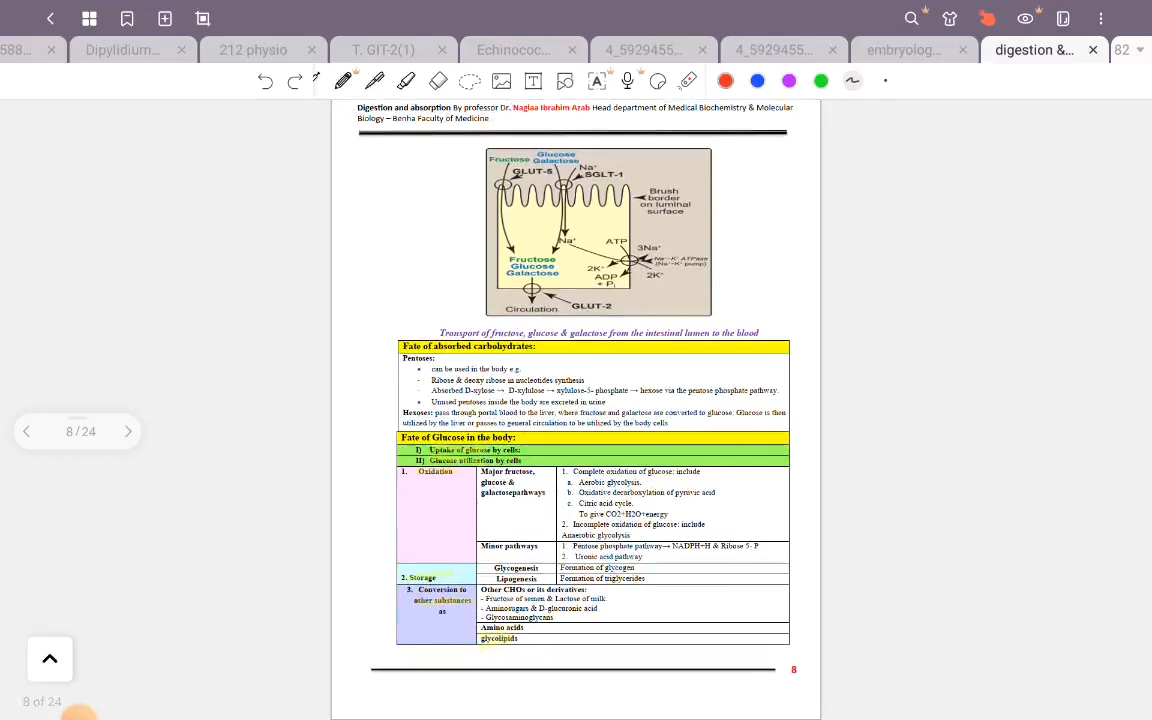 588...
Dipylidium...
212 physio
T. GIT-2(1)
Echinococ...
4_5929455...
4_5929455...
embryolog...
digestion &...
82
Digestion and absorption By professor Dr. Naglaa Ibrahim Azab Head department of Medical Biochemistry & Molecular
Biology – Benha Faculty of Medicine
Fructose
Glucose
Galactose
GLUT-5
Na+
SGLT-1
Brush
border
on luminal
surface
Na+
ATP
3Na+
Na+-K+ ATPase
(Na+-K+ pump)
Fructose
Glucose
Galactose
2K+
ADP
+ Pi
2K+
Circulation
GLUT-2
Transport of fructose, glucose & galactose from the intestinal lumen to the blood
Fate of absorbed carbohydrates:
Pentoses:
• can be used in the body e.g.
- Ribose & deoxy ribose in nucleotides synthesis
- Absorbed D-xylose → D-xylulose → xylulose-5- phosphate → hexose via the pentose phosphate pathway.
• Unused pentoses inside the body are excreted in urine
Hexoses: pass through portal blood to the liver, where fructose and galactose are converted to glucose. Glucose is then
utilized by the liver or passes to general circulation to be utilized by the body cells
Fate of Glucose in the body:
I) Uptake of glucose by cells:
II) Glucose utilization by cells
1. Oxidation
Major fructose,
glucose &
galactosepathways
1. Complete oxidation of glucose: include
a. Aerobic glycolysis.
b. Oxidative decarboxylation of pyruvic acid
c. Citric acid cycle.
To give CO2+H2O+energy
2. Incomplete oxidation of glucose: include
Anaerobic glycolysis
Minor pathways
1. Pentose phosphate pathway→ NADPH+H & Ribose 5- P
2. Uronic acid pathway
2. Storage
Glycogenesis
Formation of glycogen
Lipogenesis
Formation of triglycerides
3. Conversion to
other substances
as
Other CHOs or its derivatives:
- Fructose of semen & Lactose of milk.
- Aminosugars & D-glucuronic acid
- Glycosaminoglycans
Amino acids
glycolipids
8
8/24
8 of 24